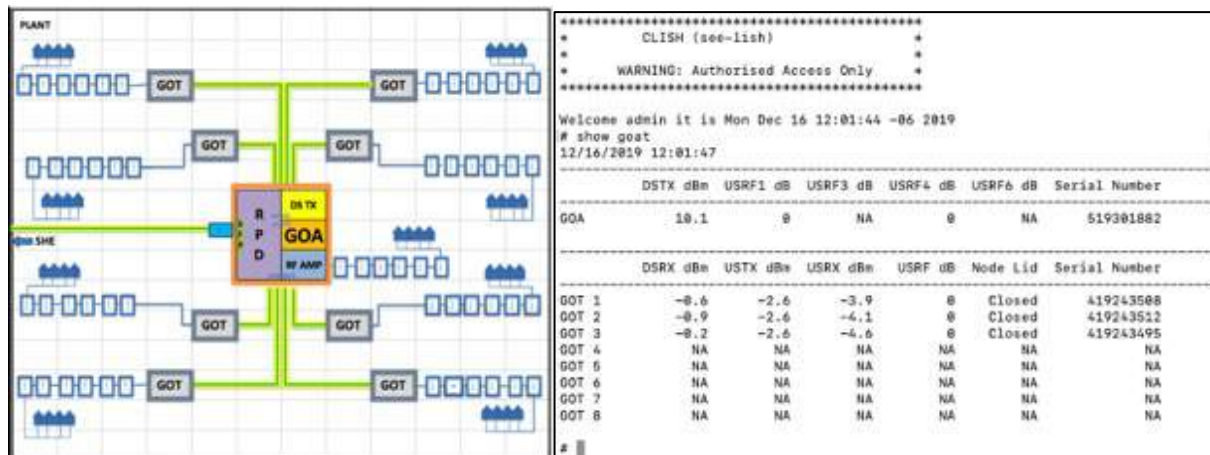 PLANT
GOT
GOT
GOT
GOT
RPD
DS TX
GOA
RF AMP
SHE
GOT
GOT
GOT
GOT
********************************************
* CLISH (see-lish) *
* *
* WARNING: Authorised Access Only *
********************************************
Welcome admin it is Mon Dec 16 12:01:44 -06 2019
# show goat
12/16/2019 12:01:47
DSTX dBm USRF1 dB USRF3 dB USRF4 dB USRF6 dB Serial Number
GOA 10.1 0 NA 0 NA 519301882
DSRX dBm USTX dBm USRX dBm USRF dB Node Lid Serial Number
GOT 1 -0.6 -2.6 -3.9 0 Closed 419243508
GOT 2 -0.9 -2.6 -4.1 0 Closed 419243512
GOT 3 -0.2 -2.6 -4.6 0 Closed 419243495
GOT 4 NA NA NA NA NA NA
GOT 5 NA NA NA NA NA NA
GOT 6 NA NA NA NA NA NA
GOT 7 NA NA NA NA NA NA
GOT 8 NA NA NA NA NA NA
#